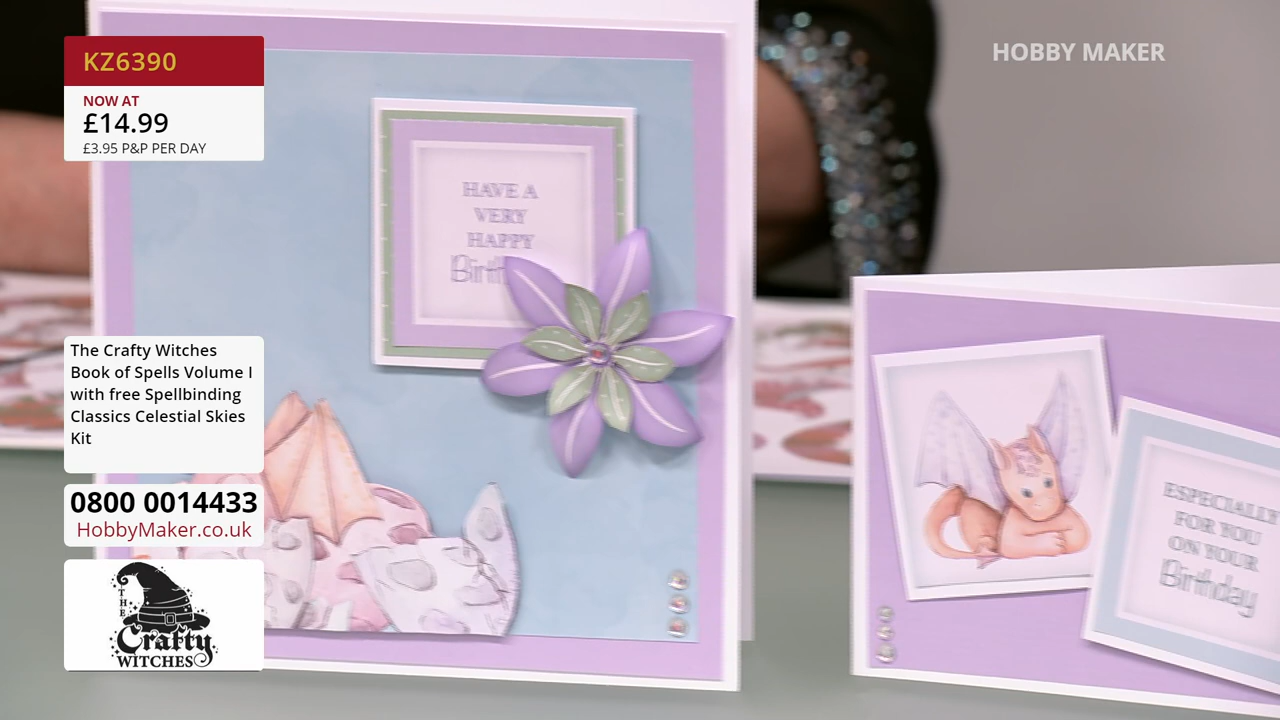 KZ6390
NOW AT
£14.99
£3.95 P&P PER DAY
HOBBY MAKER
HAVE A
VERY
HAPPY
The Crafty Witches
Book of Spells Volume I
with free Spellbinding
Classics Celestial Skies
Kit
0800 0014433
HobbyMaker.co.uk
THE
Crafty
WITCHES
ESPECIALLY
FOR YOU
ON YOUR
Birthday